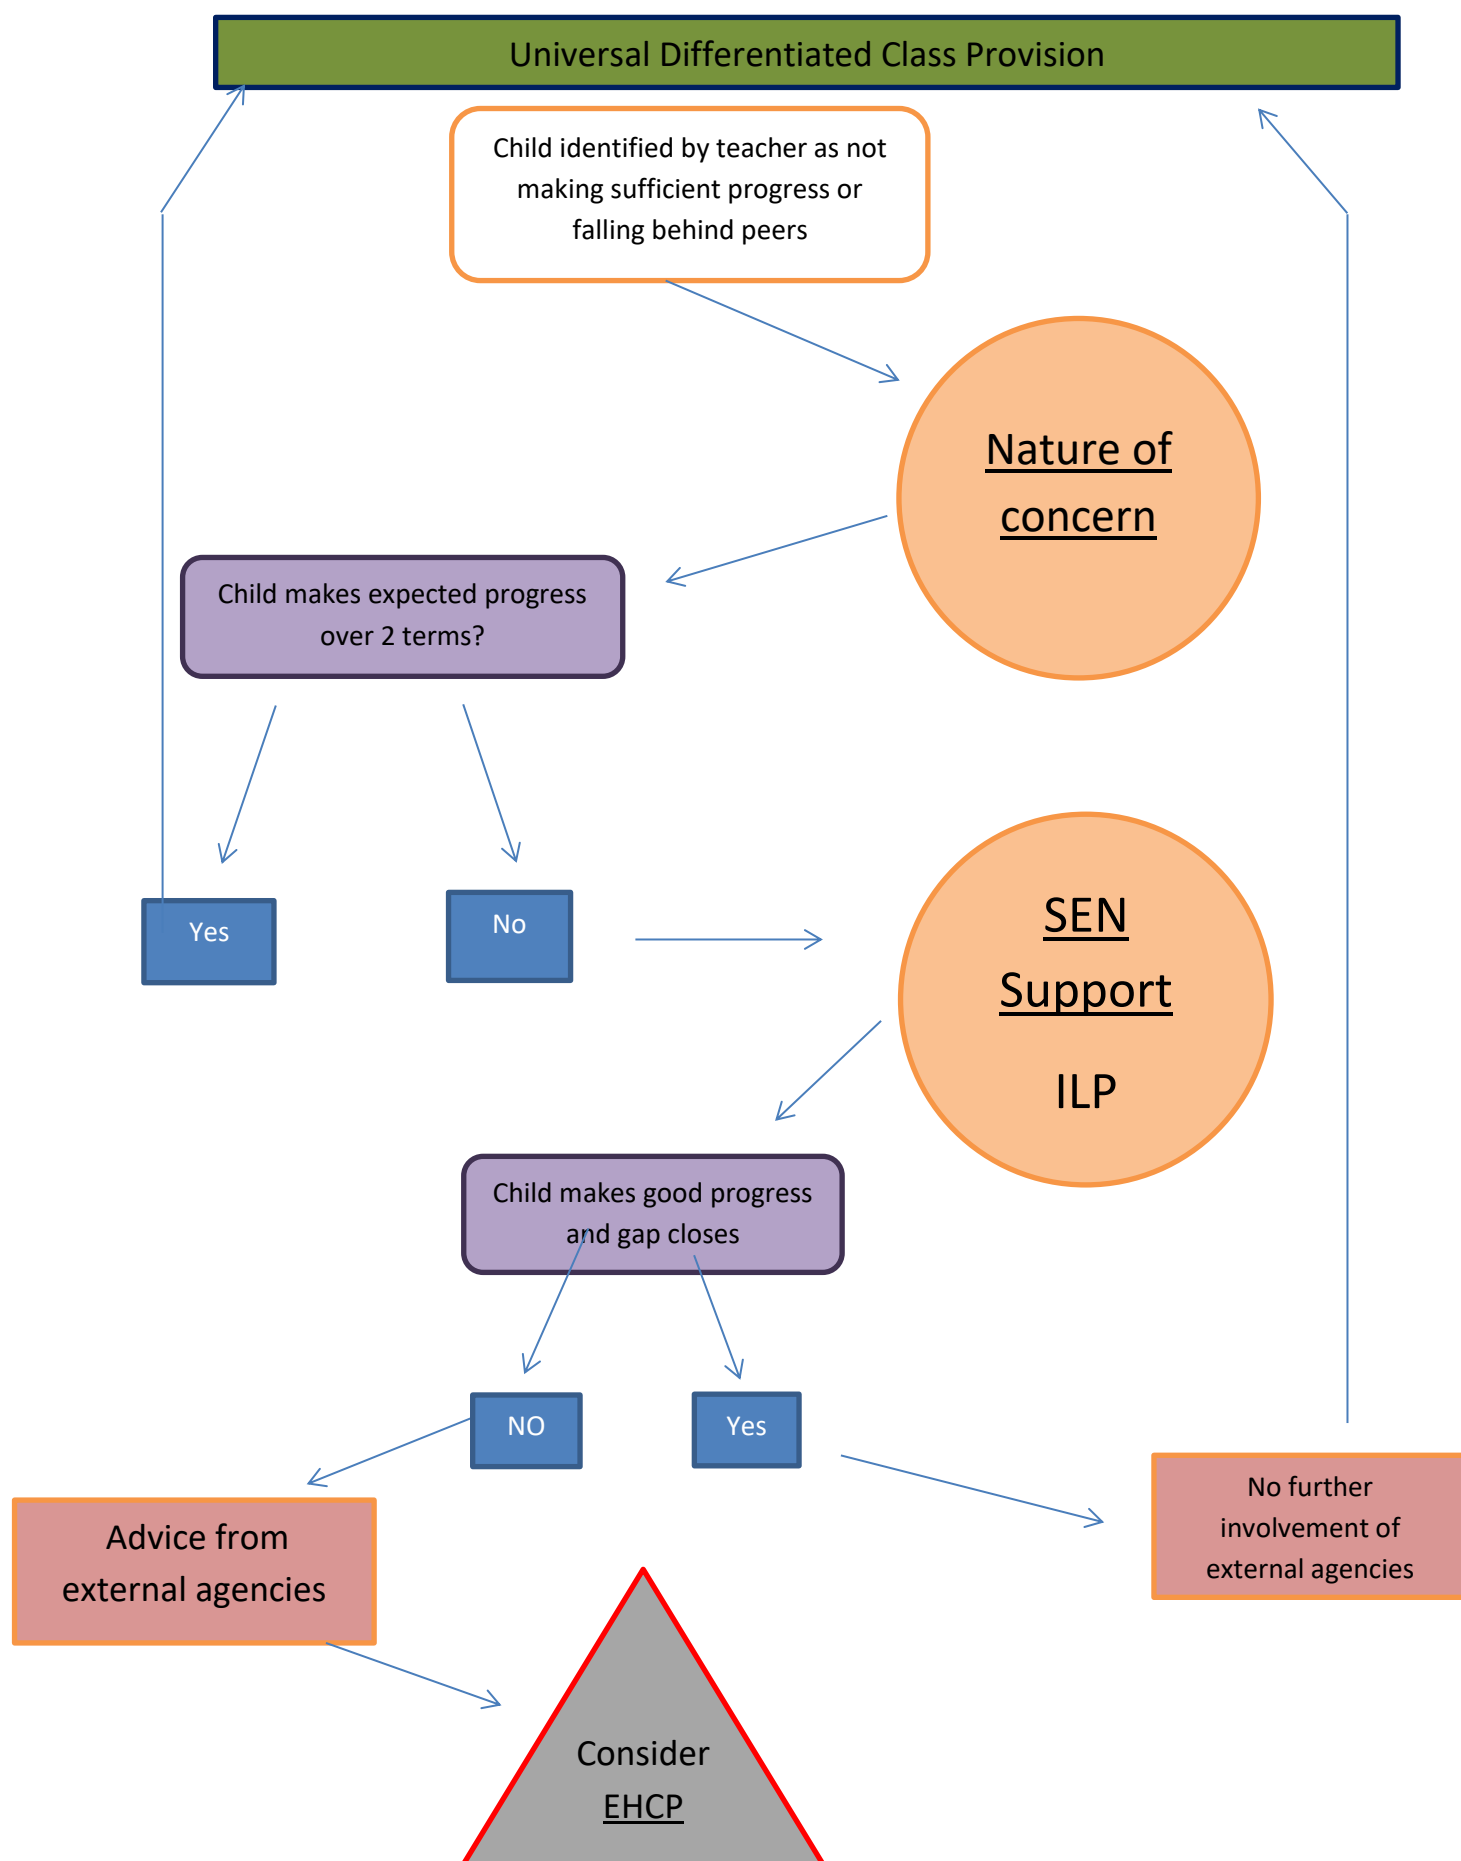 Universal Differentiated Class Provision
Child identified by teacher as not
making sufficient progress or
falling behind peers
Nature of
concern
Child makes expected progress
over 2 terms?
Yes
No
SEN
Support
ILP
Child makes good progress
and gap closes
NO
Yes
Advice from
external agencies
No further
involvement of
external agencies
Consider
EHCP